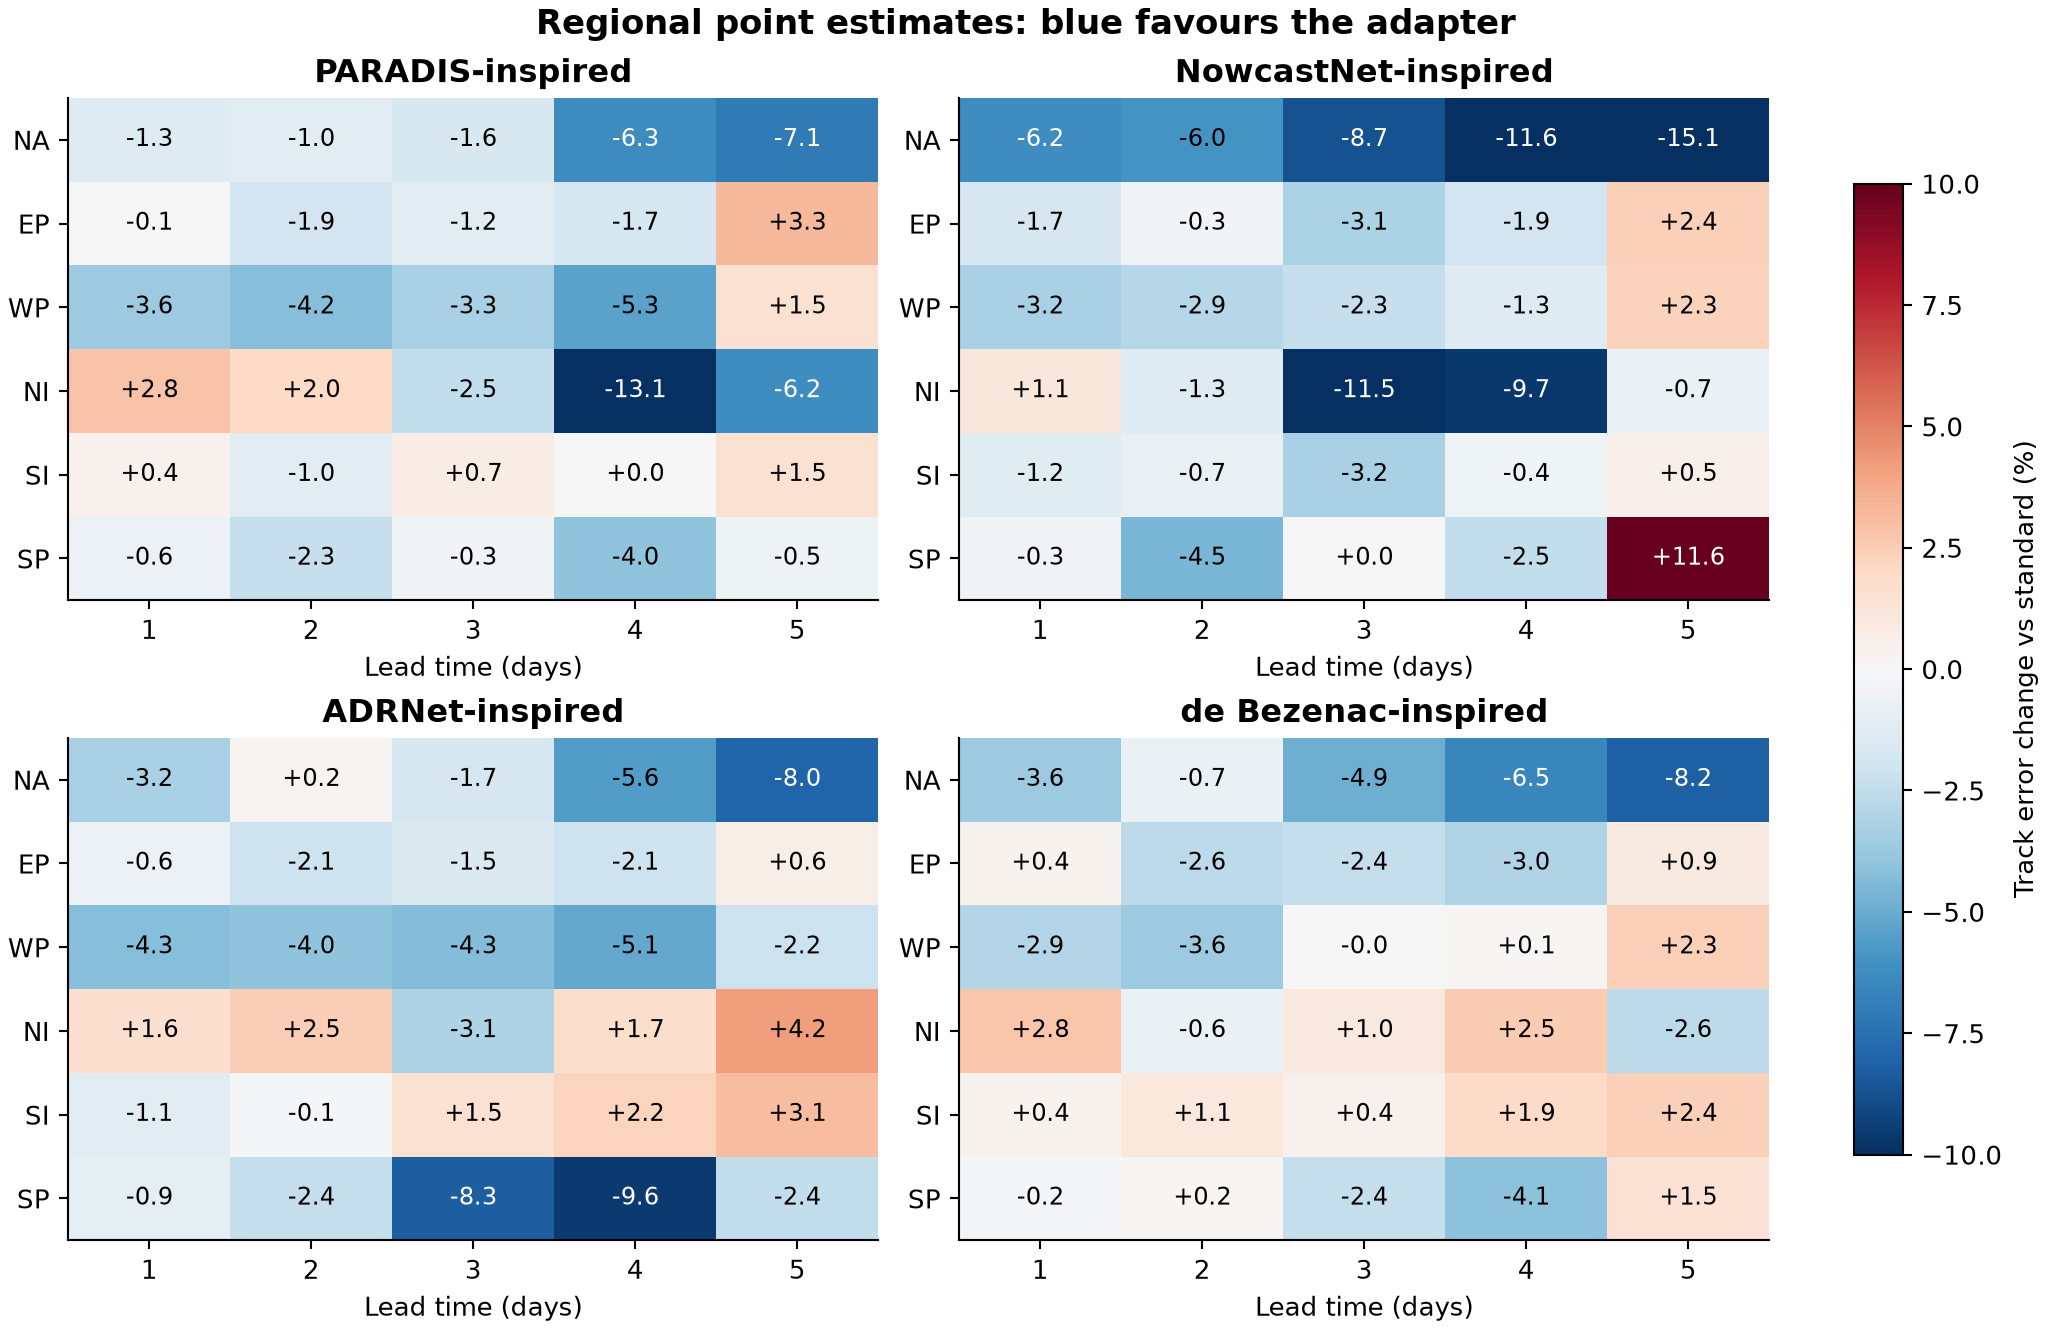 Regional point estimates: blue favours the adapter
PARADIS-inspired
NA -1.3 -1.0 -1.6 -6.3 -7.1
EP -0.1 -1.9 -1.2 -1.7 +3.3
WP -3.6 -4.2 -3.3 -5.3 +1.5
NI +2.8 +2.0 -2.5 -13.1 -6.2
SI +0.4 -1.0 +0.7 +0.0 +1.5
SP -0.6 -2.3 -0.3 -4.0 -0.5
1 2 3 4 5
Lead time (days)
NowcastNet-inspired
NA -6.2 -6.0 -8.7 -11.6 -15.1
EP -1.7 -0.3 -3.1 -1.9 +2.4
WP -3.2 -2.9 -2.3 -1.3 +2.3
NI +1.1 -1.3 -11.5 -9.7 -0.7
SI -1.2 -0.7 -3.2 -0.4 +0.5
SP -0.3 -4.5 +0.0 -2.5 +11.6
1 2 3 4 5
Lead time (days)
ADRNet-inspired
NA -3.2 +0.2 -1.7 -5.6 -8.0
EP -0.6 -2.1 -1.5 -2.1 +0.6
WP -4.3 -4.0 -4.3 -5.1 -2.2
NI +1.6 +2.5 -3.1 +1.7 +4.2
SI -1.1 -0.1 +1.5 +2.2 +3.1
SP -0.9 -2.4 -8.3 -9.6 -2.4
1 2 3 4 5
Lead time (days)
de Bezenac-inspired
NA -3.6 -0.7 -4.9 -6.5 -8.2
EP +0.4 -2.6 -2.4 -3.0 +0.9
WP -2.9 -3.6 -0.0 +0.1 +2.3
NI +2.8 -0.6 +1.0 +2.5 -2.6
SI +0.4 +1.1 +0.4 +1.9 +2.4
SP -0.2 +0.2 -2.4 -4.1 +1.5
1 2 3 4 5
Lead time (days)
10.0
7.5
5.0
2.5
0.0
−2.5
−5.0
−7.5
−10.0
Track error change vs standard (%)